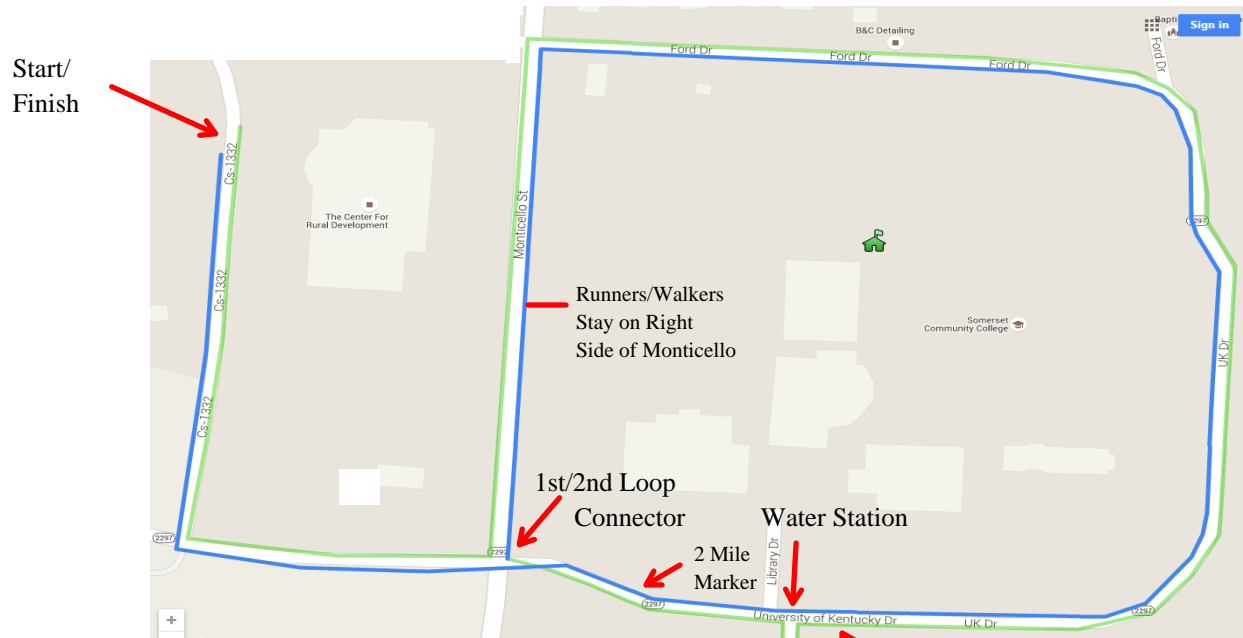 B&C Detailing
Bapti
Sign in
Ford Dr
Ford Dr
Ford Dr
Ford Dr
Start/
Finish
Cs-1332
The Center For
Rural Development
Monticello St
2297
Cs-1332
Runners/Walkers
Stay on Right
Side of Monticello
Somerset
Community College
UK Dr
Cs-1332
1st/2nd Loop
Connector
Water Station
2297
2297
2 Mile
Marker
Library Dr
2297
2297
University of Kentucky Dr
UK Dr
+